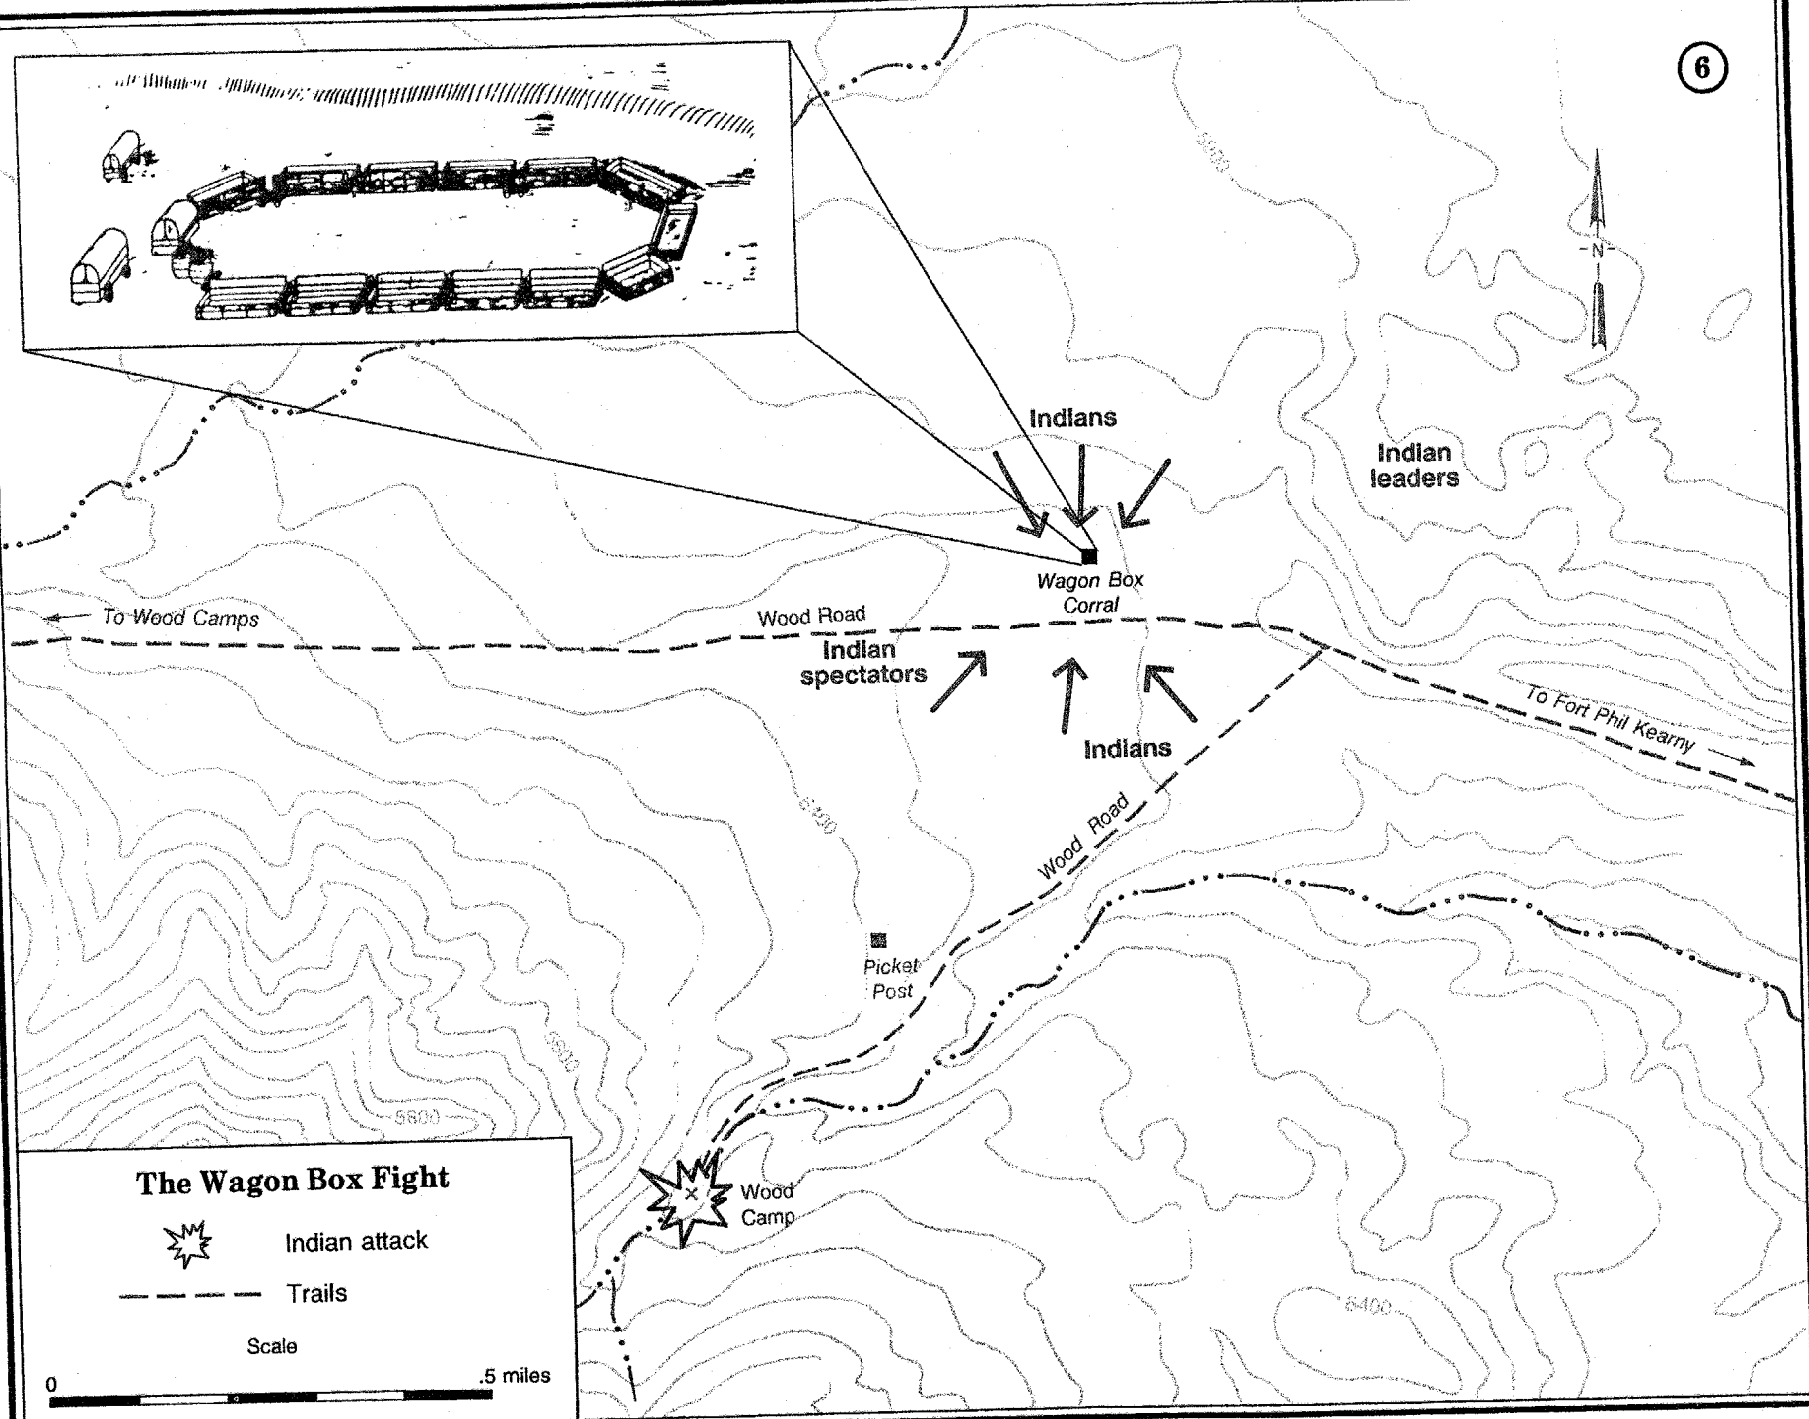 6
5600
N
Indians
Indian
leaders
Wagon Box
Corral
To Wood Camps
Wood Road
Indian
spectators
To Fort Phil Kearny
Indians
Wood Road
Picket
Post
5800
Wood
Camp
The Wagon Box Fight
Indian attack
Trails
Scale
0
.5 miles